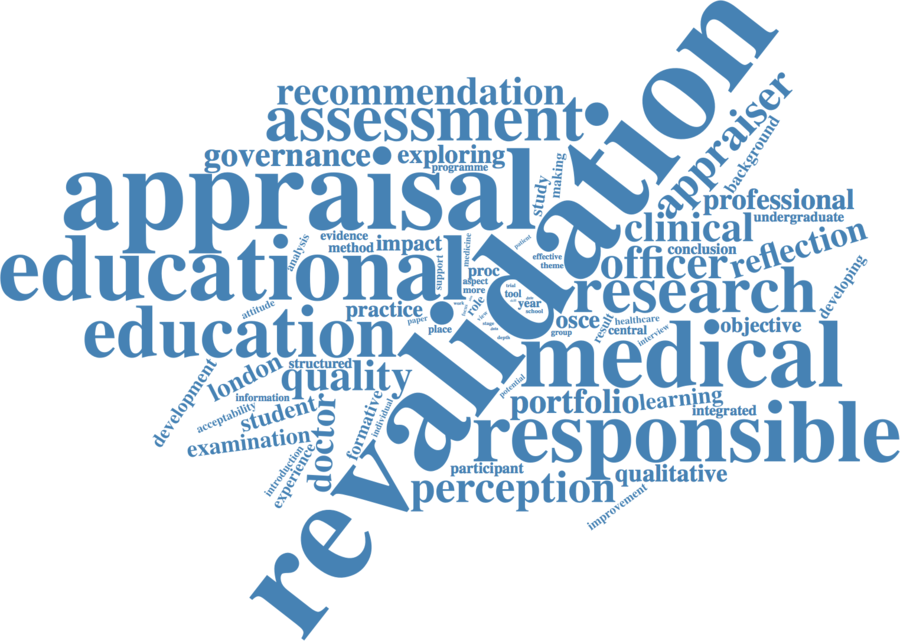 revalidation
recommendation
assessment
governance
exploring
programme
appraisal
appraiser
background
study
making
professional
undergraduate
clinical
conclusion
officer
reflection
research
developing
analysis
evidence
method
impact
support
medicine
patient
effective
theme
educational
proc
aspect
more
role
trial
tool
year
school
attitude
practice
paper
place
work
view
stage
depth
osce
group
result
healthcare
central
interview
objective
education
medical
development
london
structured
quality
potential
portfolio
learning
integrated
information
acceptability
student
examination
doctor
formative
individual
responsible
introduction
experience
participant
perception
qualitative
improvement